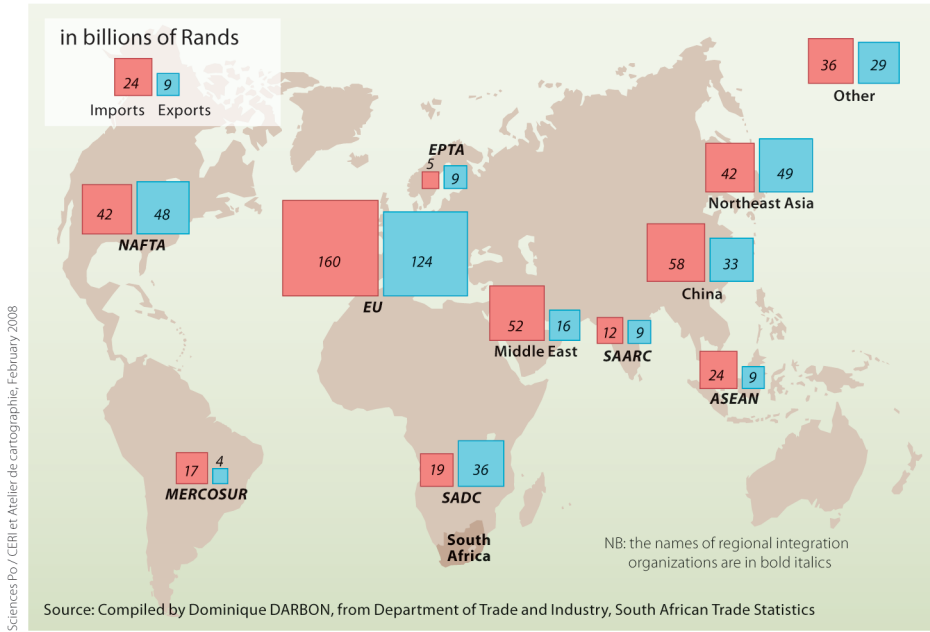 in billions of Rands
24 9
Imports Exports
36 29
Other
EPTA
5 9
42 49
Northeast Asia
42 48
NAFTA
160 124
EU
58 33
China
52 16
Middle East
12 9
SAARC
24 9
ASEAN
17 4
MERCOSUR
19 36
SADC
South
Africa
NB: the names of regional integration
organizations are in bold italics
Source: Compiled by Dominique DARBON, from Department of Trade and Industry, South African Trade Statistics
Sciences Po / CERI et Atelier de cartographie, February 2008